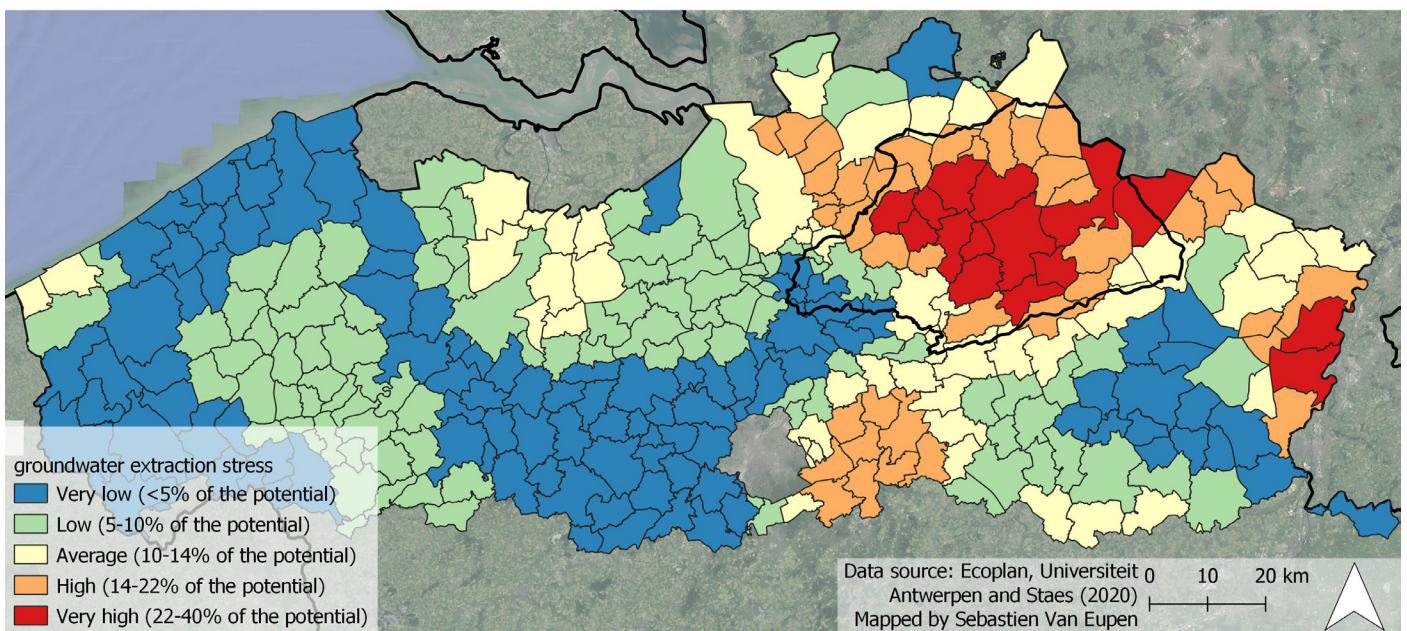 groundwater extraction stress
Very low (<5% of the potential)
Low (5-10% of the potential)
Average (10-14% of the potential)
High (14-22% of the potential)
Very high (22-40% of the potential)
Data source: Ecoplan, Universiteit
Antwerpen and Staes (2020)
Mapped by Sebastien Van Eupen
0 10 20 km